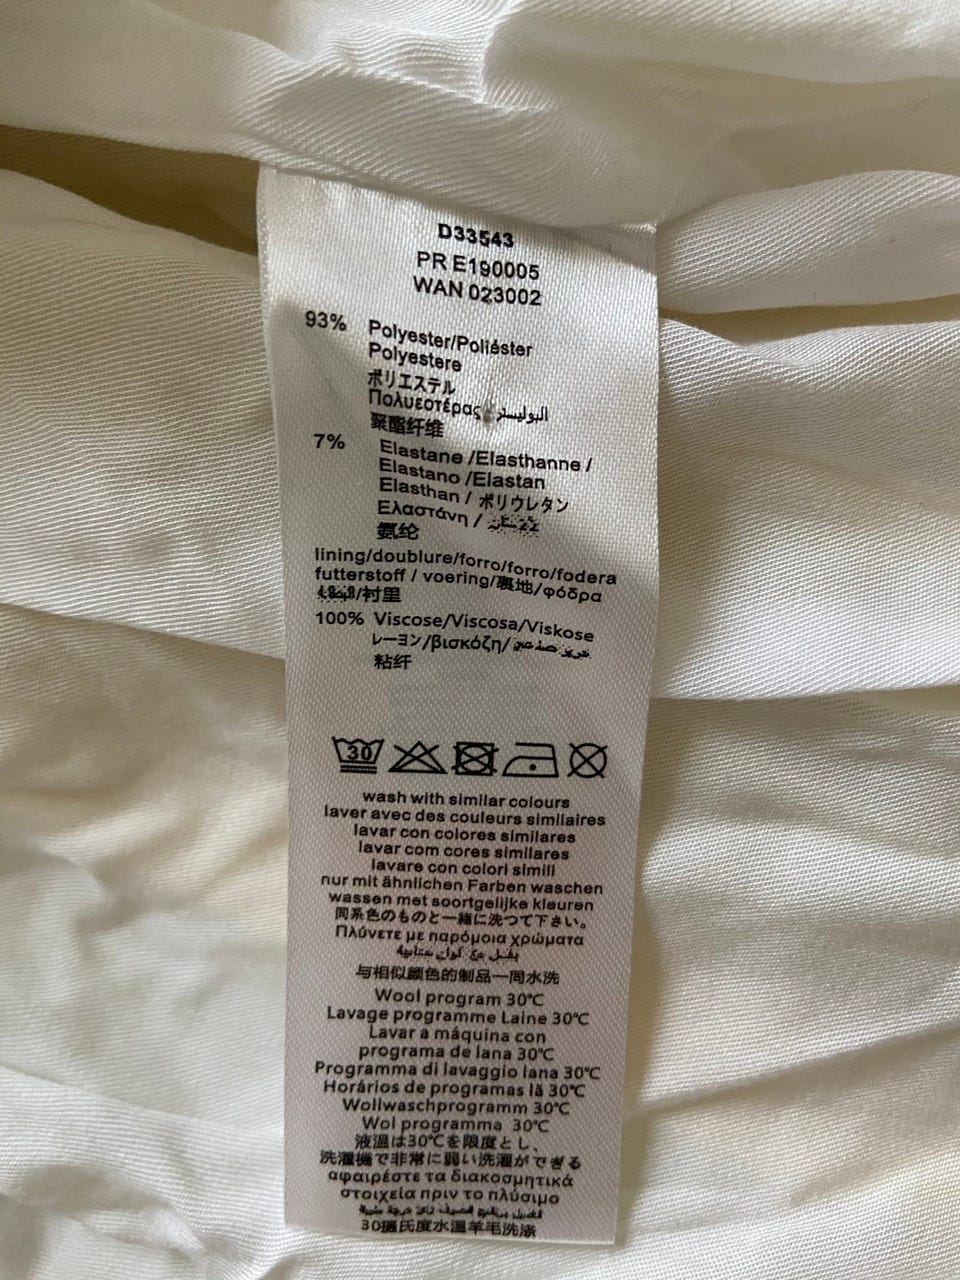 D33543
PR E190005
WAN 023002
93% Polyester/Poliéster
Polyestere
ポリエステル
Πολυεοτέρας البوليستر
聚酯纤维
7% Elastane /Elasthanne /
Elastano /Elastan
Elasthan / ポリウレタン
Ελαστάνη /
氨纶
lining/doublure/forro/forro/fodera
futterstoff / voering/裏地/φόδρα
/衬里
100% Viscose/Viscosa/Viskose
レーヨン/βισκόζη/
粘纤
30
wash with similar colours
laver avec des couleurs similaires
lavar con colores similares
lavar com cores similares
lavare con colori simili
nur mit ähnlichen Farben waschen
wassen met soortgelijke kleuren
同系色のものと一緒に洗つて下さい。
Πλύνετε με παρόμοια χρώματα
与相似颜色的制品一同水洗
Wool program 30℃
Lavage programme Laine 30℃
Lavar a máquina con
programa de lana 30℃
Programma di lavaggio lana 30℃
Horários de programas lã 30℃
Wollwaschprogramm 30℃
Wol programma 30℃
液温は30℃を限度とし、
洗濯機で非常に弱い洗濯ができる
αφαιρέστε τα διακοσμητικά
στοιχεία πριν το πλύσιμο
30摄氏度水温羊毛洗涤